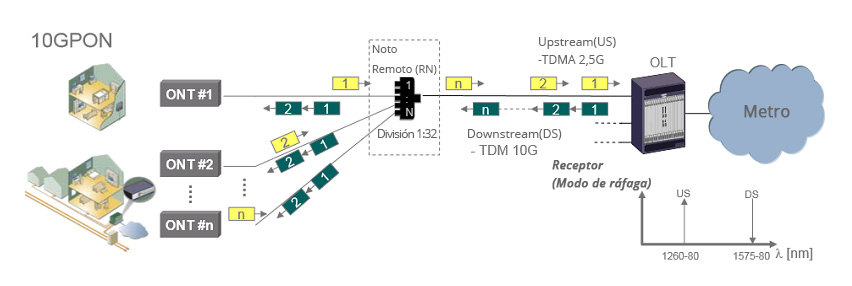 10GPON
Noto
Remoto (RN)
Upstream(US)
-TDMA 2,5G
OLT
ONT #1
1
2 1
1
N
n
2
1
n
2
1
Metro
División 1:32
Downstream(DS)
- TDM 10G
ONT #2
2
2 1
Receptor
(Modo de ráfaga)
ONT #n
n
2 1
US
DS
λ [nm]
1260-80
1575-80